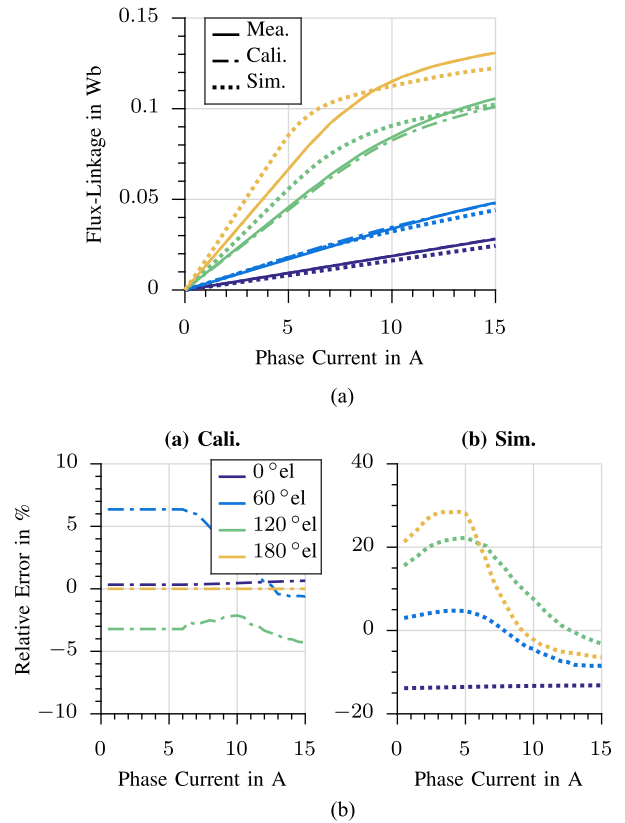 0.15
0.1
0.05
0
Flux-Linkage in Wb
Mea.
Cali.
Sim.
0 5 10 15
Phase Current in A
(a)
(a) Cali.
(b) Sim.
10
5
0
−5
−10
Relative Error in %
0 °el
60 °el
120 °el
180 °el
0 5 10 15
Phase Current in A
40
20
0
−20
0 5 10 15
Phase Current in A
(b)